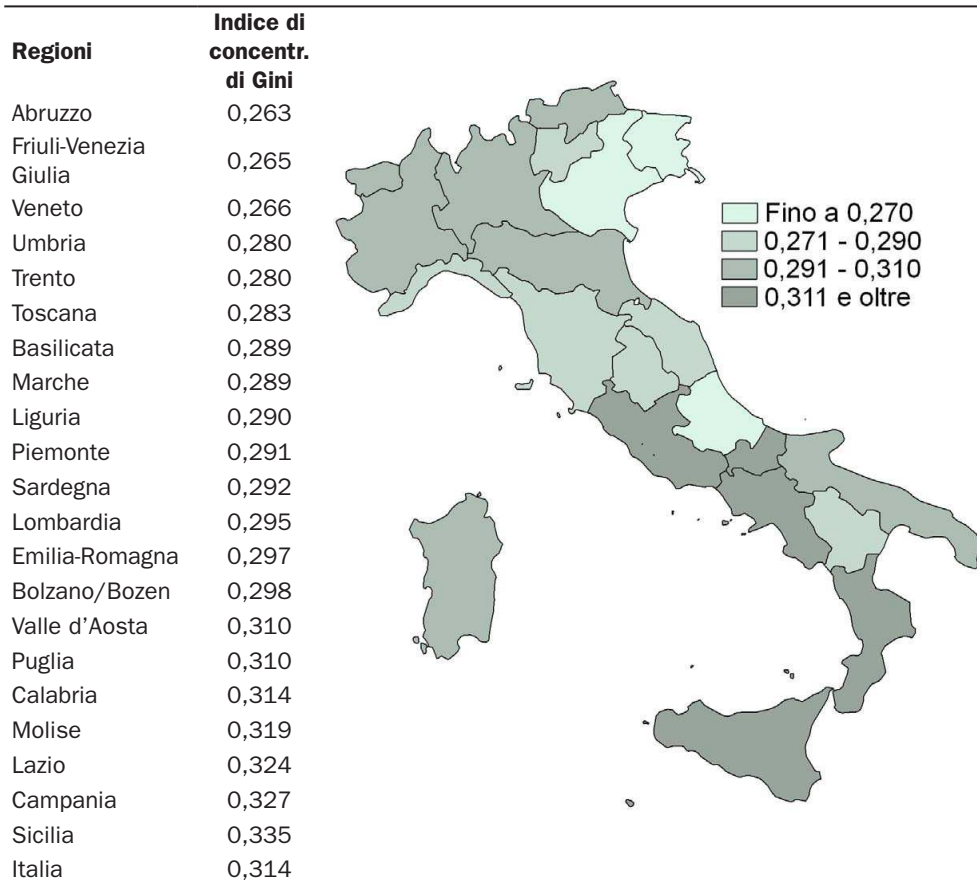 Regioni Indice di
concentr.
di Gini
Abruzzo 0,263
Friuli-Venezia
Giulia 0,265
Veneto 0,266
Umbria 0,280
Trento 0,280
Toscana 0,283
Basilicata 0,289
Marche 0,289
Liguria 0,290
Piemonte 0,291
Sardegna 0,292
Lombardia 0,295
Emilia-Romagna 0,297
Bolzano/Bozen 0,298
Valle d'Aosta 0,310
Puglia 0,310
Calabria 0,314
Molise 0,319
Lazio 0,324
Campania 0,327
Sicilia 0,335
Italia 0,314
Fino a 0,270
0,271 - 0,290
0,291 - 0,310
0,311 e oltre